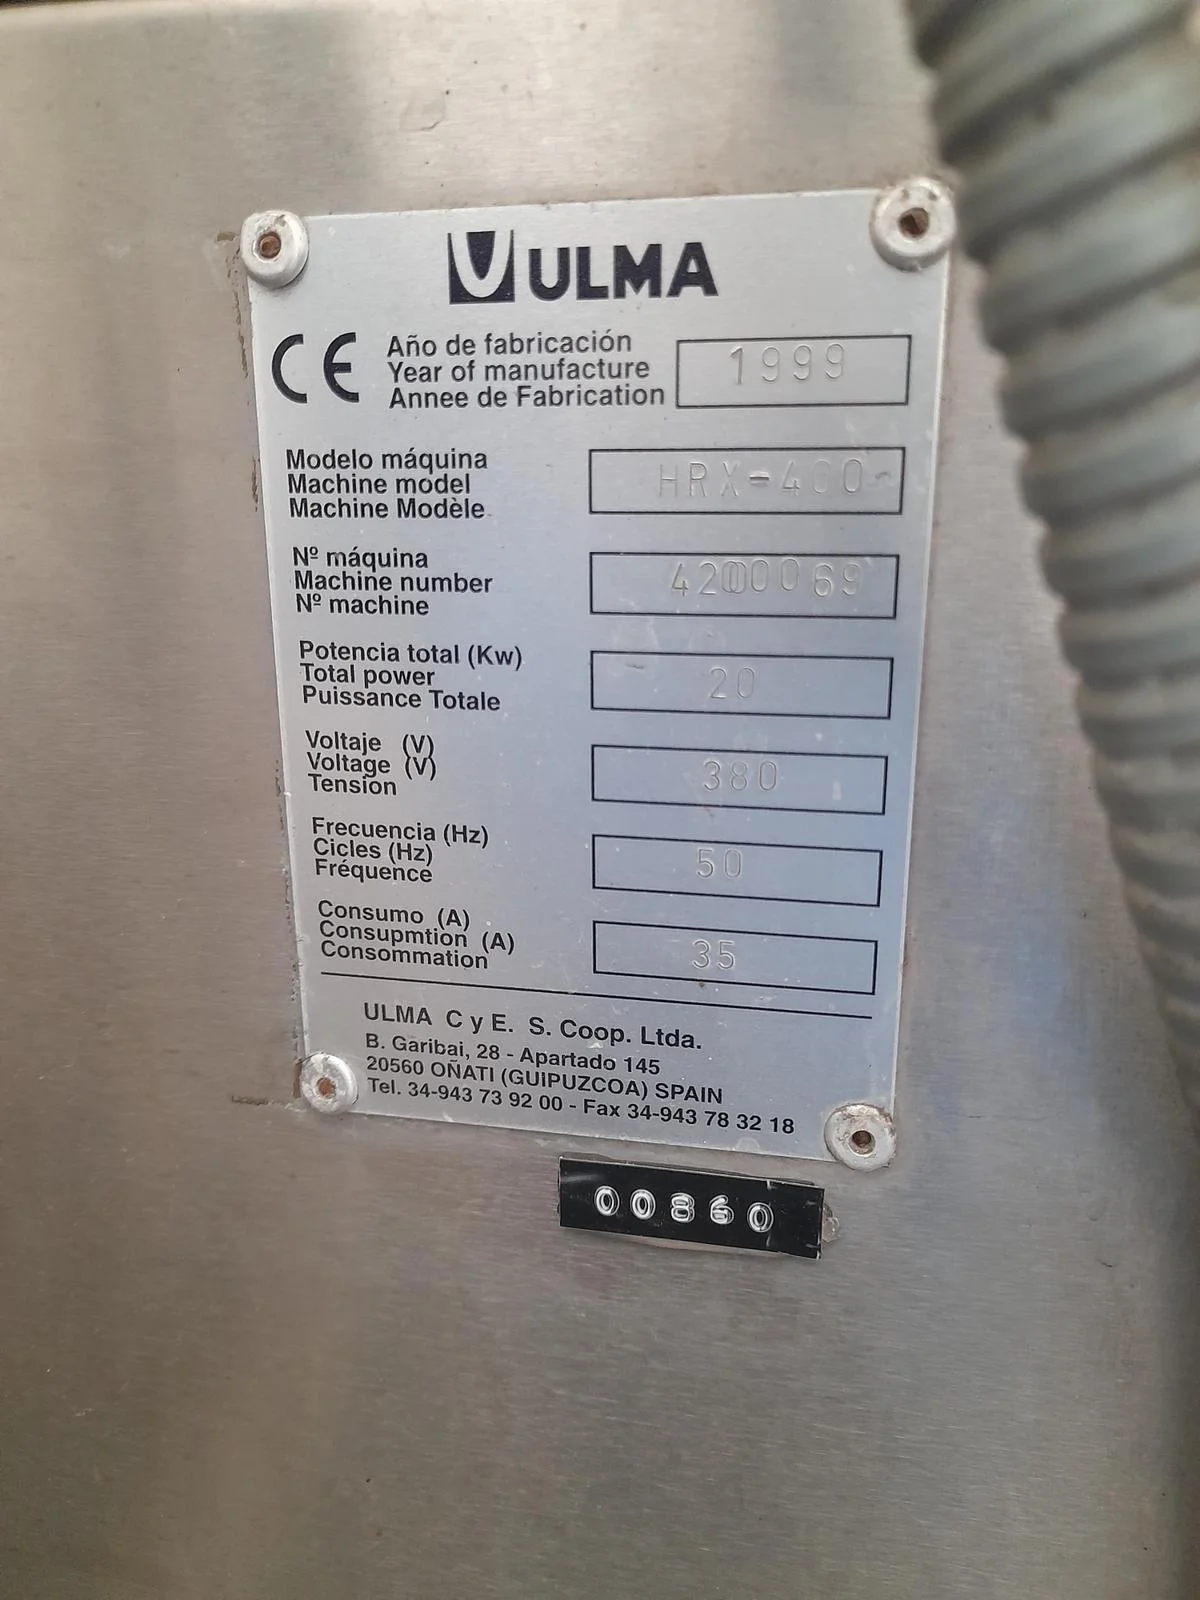 ULMA
CE
Año de fabricación
Year of manufacture
Annee de Fabrication
1999
Modelo máquina
Machine model
Machine Modèle
HRX-400
Nº máquina
Machine number
Nº machine
Potencia total (Kw)
Total power
Puissance Totale
20
Voltaje (V)
Voltage (V)
Tension
380
Frecuencia (Hz)
Cicles (Hz)
Fréquence
50
Consumo (A)
Consupmtion (A)
Consommation
35
ULMA C y E. S. Coop. Ltda.
B. Garibai, 28 - Apartado 145
20560 OÑATI (GUIPUZCOA) SPAIN
Tel. 34-943 73 92 00 - Fax 34-943 78 32 18
00860